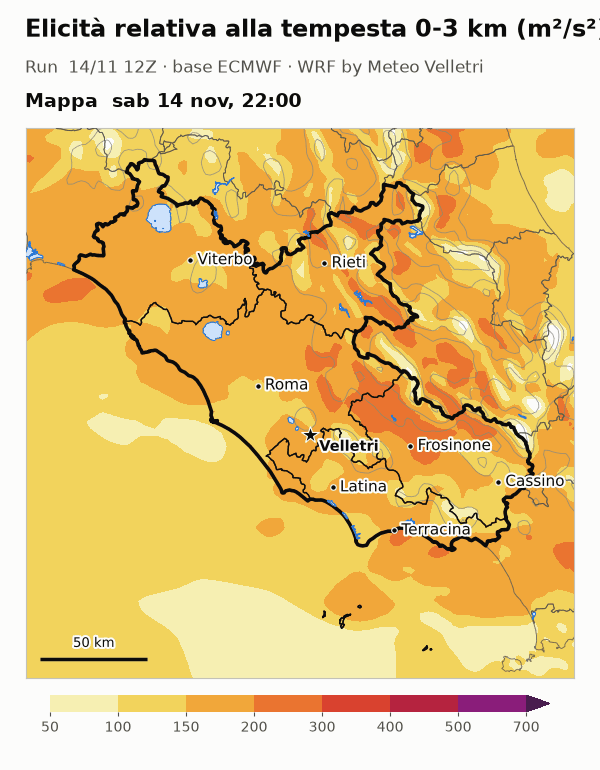 Elicità relativa alla tempesta 0-3 km (m²/s²)
Run 14/11 12Z · base ECMWF · WRF by Meteo Velletri
Mappa sab 14 nov, 22:00
Viterbo
Rieti
Roma
Velletri
Frosinone
Cassino
Latina
Terracina
50 km
50 100 150 200 300 400 500 700